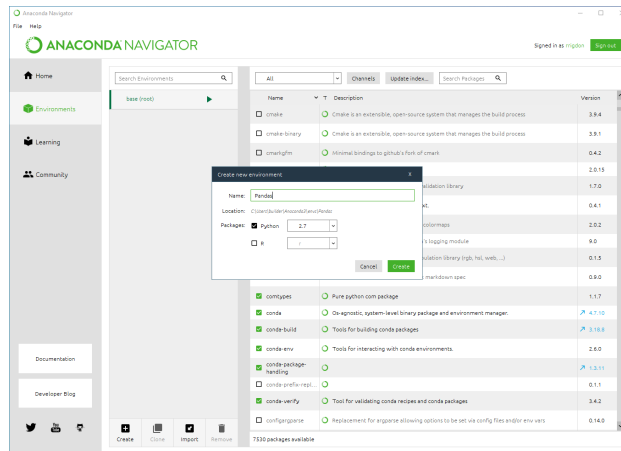 Anaconda Navigator
File Help
ANACONDA NAVIGATOR
Signed in as
Sign out
Home
Environments
Learning
Community
Documentation
Developer Blog
Search Environments
base (root)
Create Clone Import Remove
All Channels Update index... Search Packages
Name T Description Version
cmake Cmake is an extensible, open-source system that manages the build process 3.9.4
cmake-binary Cmake is an extensible, open-source system that manages the build process 3.9.1
cmarkgfm Minimal bindings to github's fork of cmark 0.4.2
2.0.15
validation library 1.7.0
xt. 0.4.1
colormaps 2.0.2
's logging module 9.0
ulation library (rgb, hsl, web, ...) 0.1.5
markdown spec 0.9.0
Create new environment X
Name: Pandas
Location: C:\Users\builder\Anaconda3\envs\Pandas
Packages: Python 2.7
R r
Cancel Create
comtypes Pure python com package 1.1.7
conda Os-agnostic, system-level binary package and environment manager. 4.7.10
conda-build Tools for building conda packages 3.18.8
conda-env Tools for interacting with conda environments. 2.6.0
conda-package-handling 1.3.11
conda-prefix-repl... 0.1.1
conda-verify Tool for validating conda recipes and conda packages 3.4.2
configargparse Replacement for argparse allowing options to be set via config files and/or env vars 0.14.0
7530 packages available